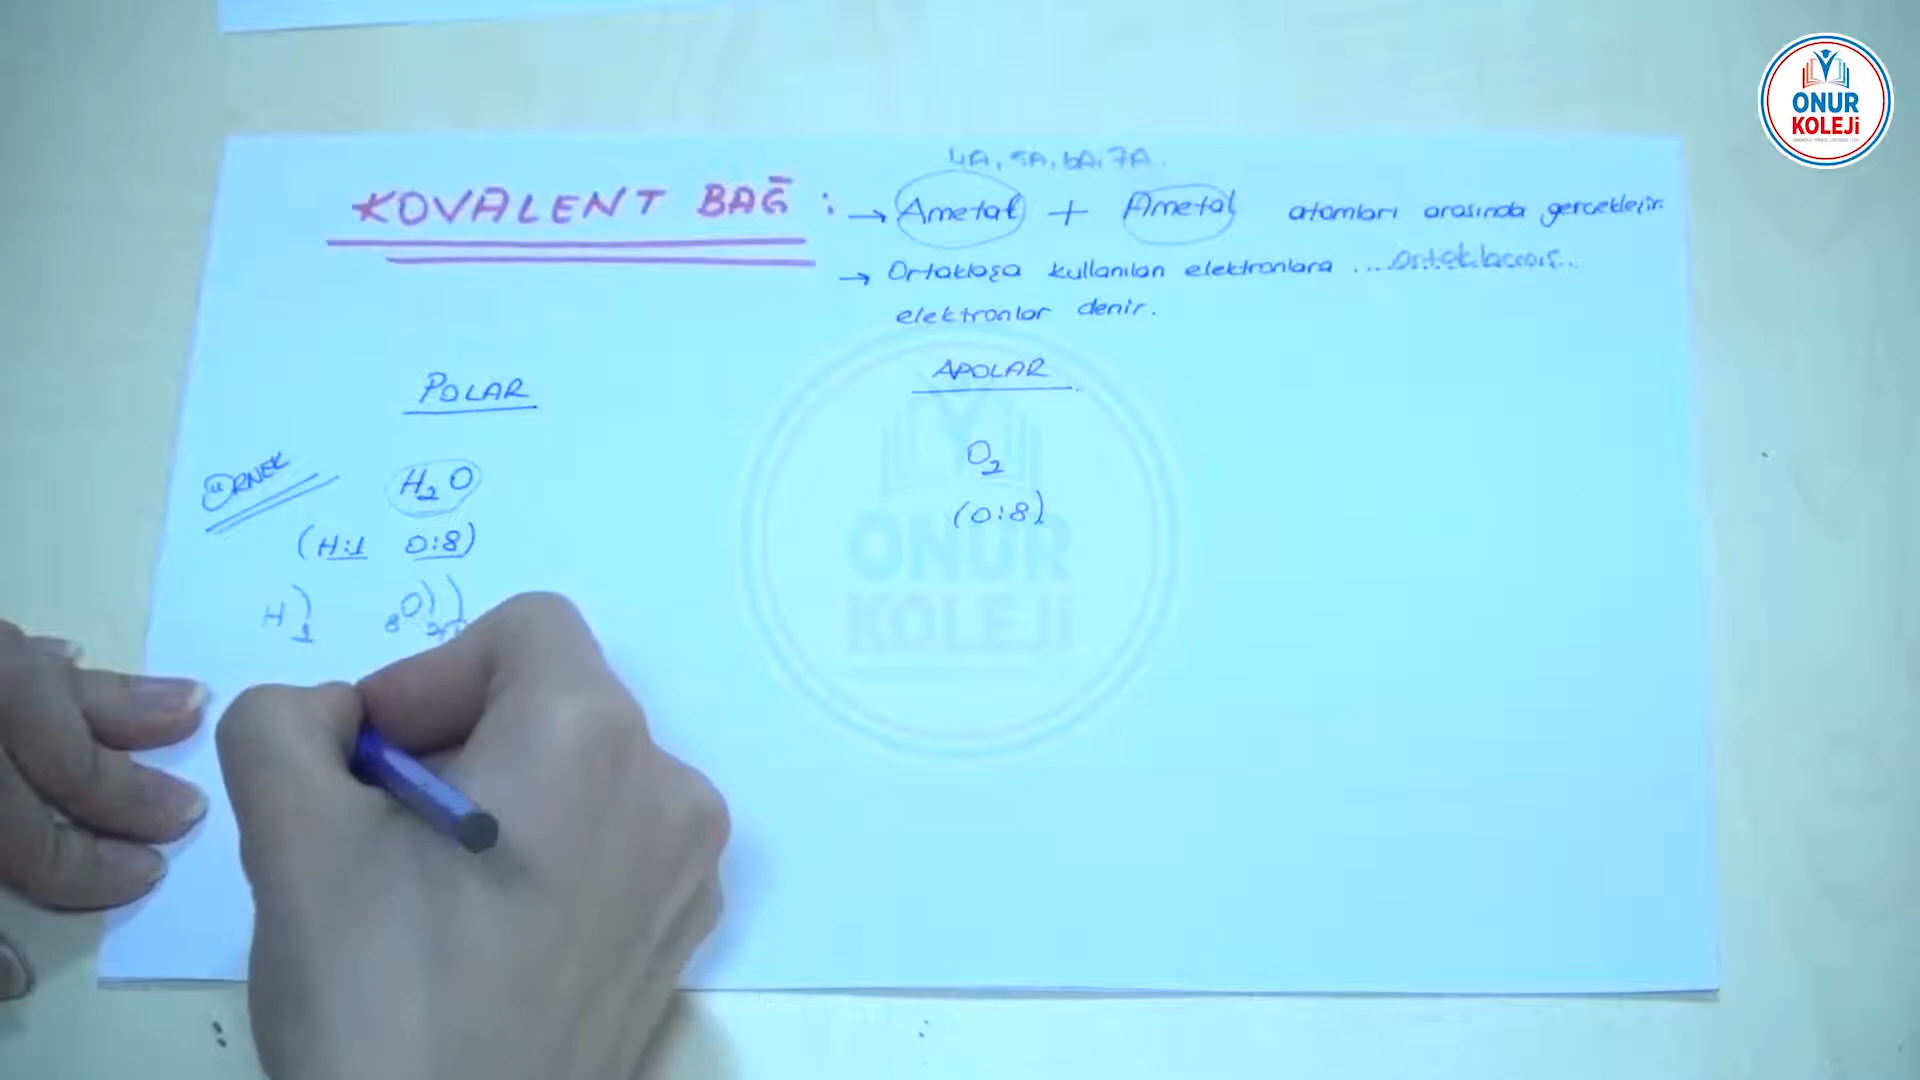 4A, 5A, 6A, 7A.
KOVALENT BAĞ : → Ametal + Ametal atomları arasında gerçekleşir.
→ Ortaklaşa kullanılan elektronlara ... ortaklanmış ...
elektronlar denir.
POLAR
APOLAR
ÖRNEK
H₂O
O₂
(H:1 O:8)
(O:8)
H ) 1
8O ) )
ONUR
KOLEJİ
ONUR
KOLEJİ